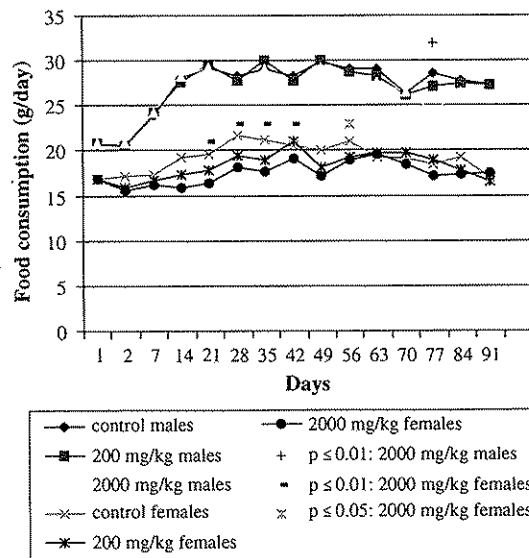 35
30
25
20
15
10
5
0
Food consumption (g/day)
1 2 7 14 21 28 35 42 49 56 63 70 77 84 91
Days
control males
200 mg/kg males
2000 mg/kg males
control females
200 mg/kg females
2000 mg/kg females
p ≤ 0.01: 2000 mg/kg males
p ≤ 0.01: 2000 mg/kg females
p ≤ 0.05: 2000 mg/kg females